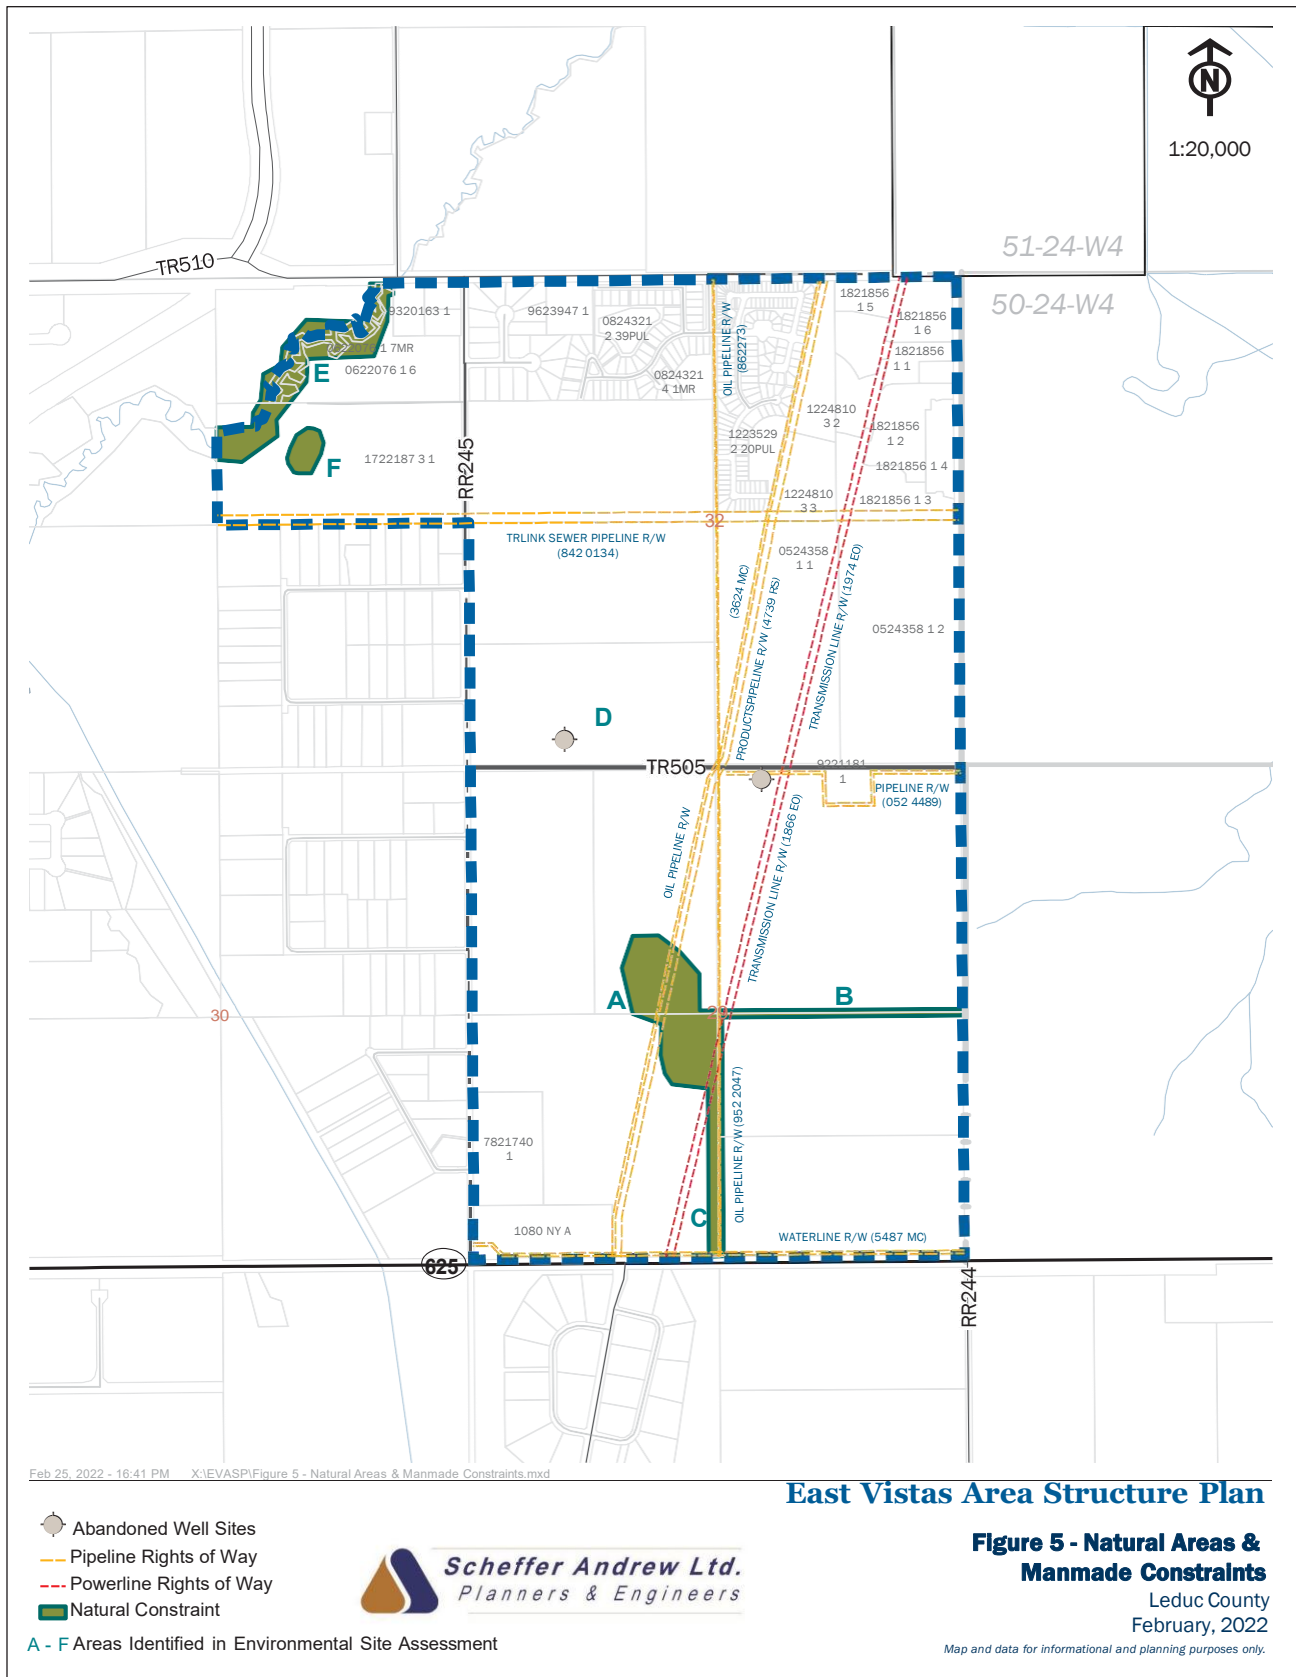 N
1:20,000
51-24-W4
50-24-W4
TR510
9320163 1
9623947 1
0824321
2 39PUL
0824321
4 1MR
OIL PIPELINE R/W
(862273)
1821856
1 5
1821856
1 6
1821856
1 1
1 7MR
0622076 1 6
E
F
1722187 3 1
RR245
1223529
2 20PUL
1224810
3 2
1821856
1 2
1821856 1 4
1224810
3 3
1821856 1 3
32
TRLINK SEWER PIPELINE R/W
(842 0134)
0524358
1 1
(3624 MC)
PRODUCTSPIPELINE R/W (4739 RS)
TRANSMISSION LINE R/W (1974 EO)
0524358 1 2
D
TR505
9221181
1
PIPELINE R/W
(052 4489)
OIL PIPELINE R/W
TRANSMISSION LINE R/W (1866 EO)
A
B
29
30
OIL PIPELINE R/W (952 2047)
7821740
1
C
1080 NY A
WATERLINE R/W (5487 MC)
625
RR244
Feb 25, 2022 - 16:41 PM X:\EVASP\Figure 5 - Natural Areas & Manmade Constraints.mxd
East Vistas Area Structure Plan
Abandoned Well Sites
Pipeline Rights of Way
Powerline Rights of Way
Natural Constraint
A - F Areas Identified in Environmental Site Assessment
Scheffer Andrew Ltd.
Planners & Engineers
Figure 5 - Natural Areas &
Manmade Constraints
Leduc County
February, 2022
Map and data for informational and planning purposes only.